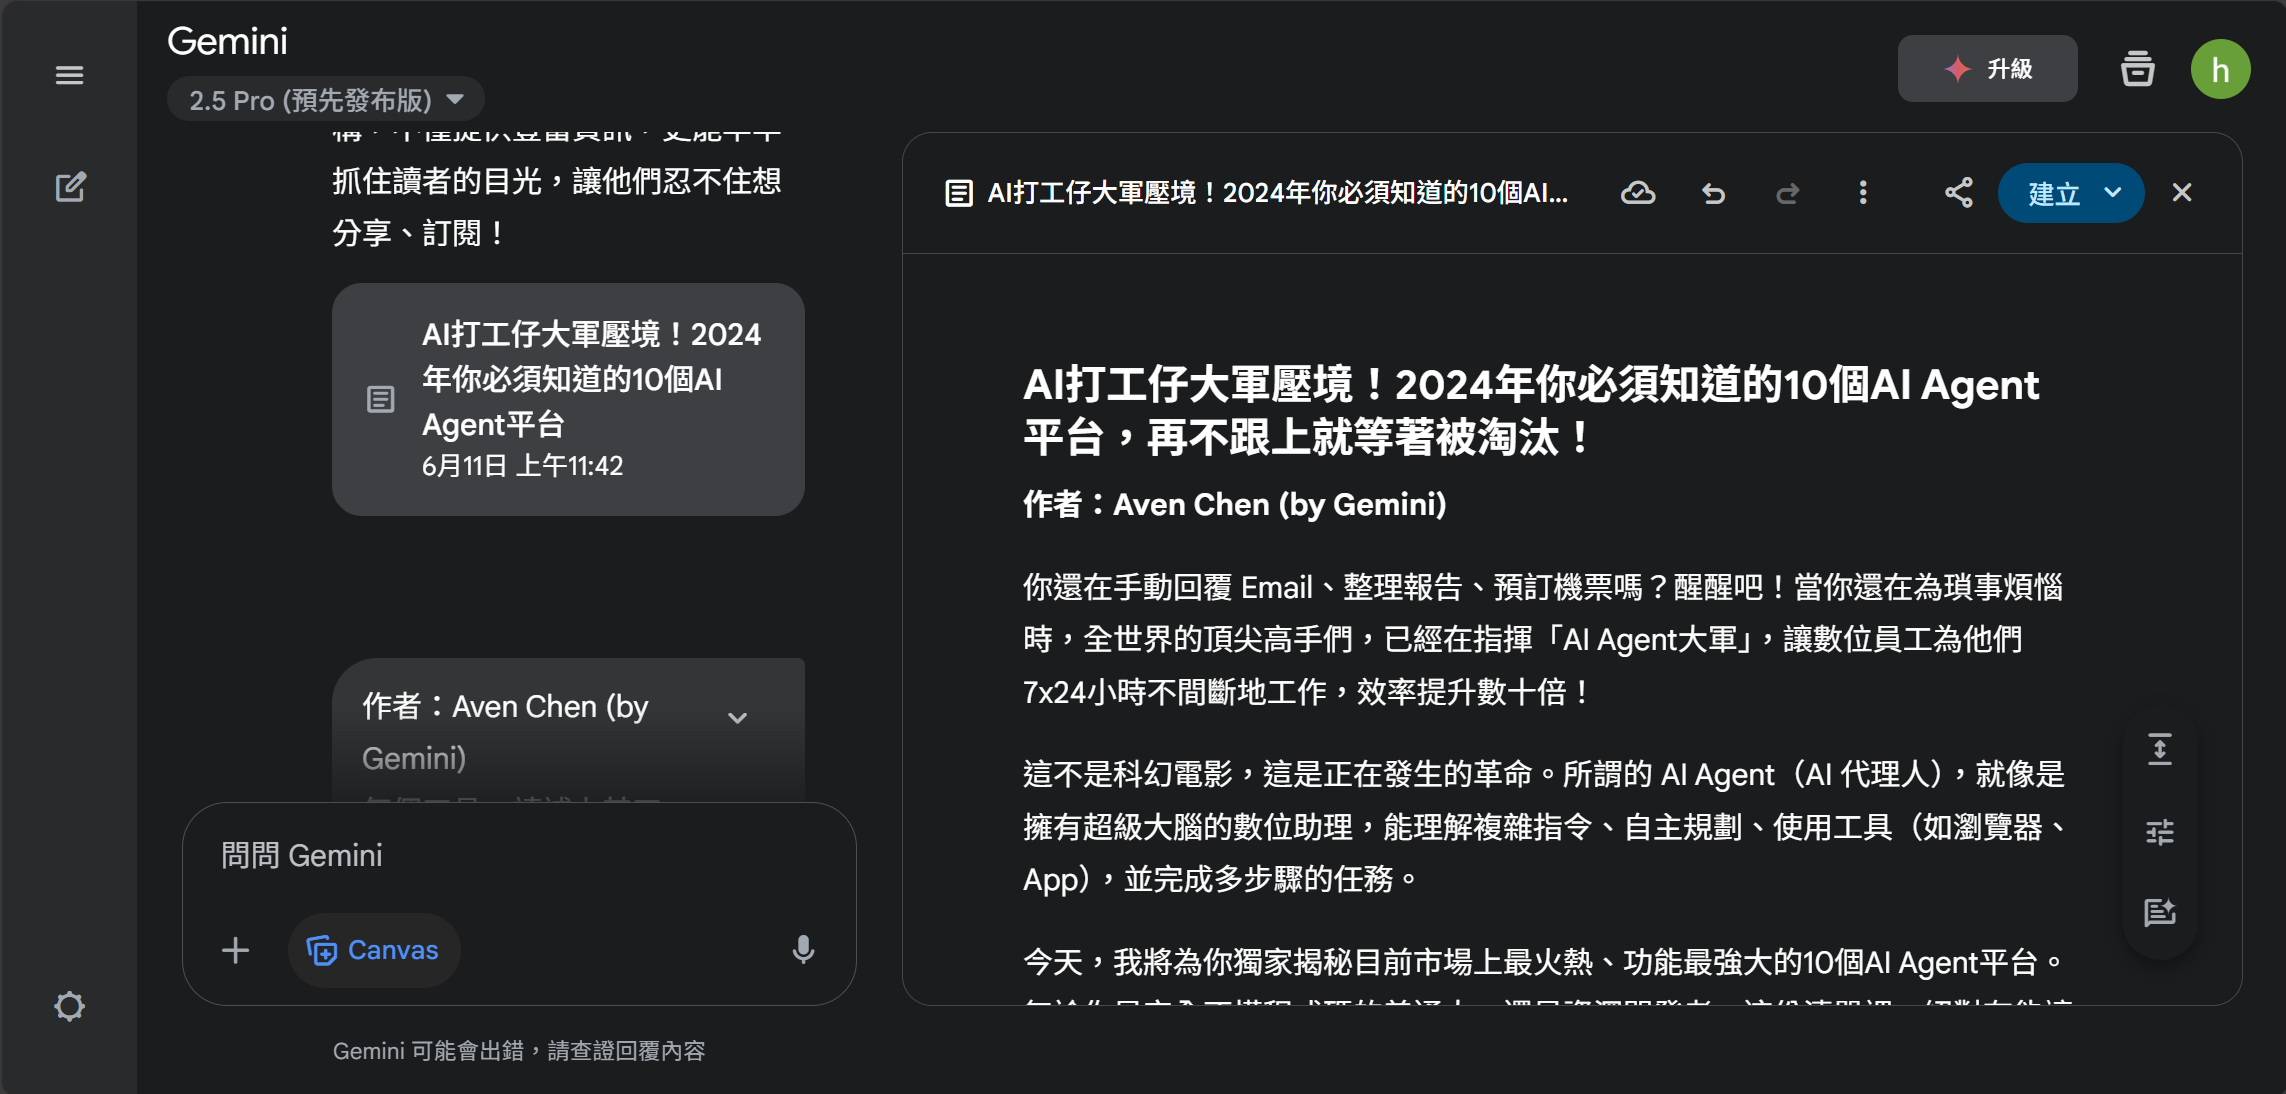 Gemini
2.5 Pro (預先發布版)
升級
h
抓住讀者的目光，讓他們忍不住想
分享、訂閱！
AI打工仔大軍壓境！2024
年你必須知道的10個AI
Agent平台
6月11日 上午11:42
作者：Aven Chen (by
Gemini)
問問 Gemini
Canvas
Gemini 可能會出錯，請查證回覆內容
AI打工仔大軍壓境！2024年你必須知道的10個AI...
建立
AI打工仔大軍壓境！2024年你必須知道的10個AI Agent
平台，再不跟上就等著被淘汰！
作者：Aven Chen (by Gemini)
你還在手動回覆 Email、整理報告、預訂機票嗎？醒醒吧！當你還在為瑣事煩惱
時，全世界的頂尖高手們，已經在指揮「AI Agent大軍」，讓數位員工為他們
7x24小時不間斷地工作，效率提升數十倍！
這不是科幻電影，這是正在發生的革命。所謂的 AI Agent（AI 代理人），就像是
擁有超級大腦的數位助理，能理解複雜指令、自主規劃、使用工具（如瀏覽器、
App），並完成多步驟的任務。
今天，我將為你獨家揭秘目前市場上最火熱、功能最強大的10個AI Agent平台。